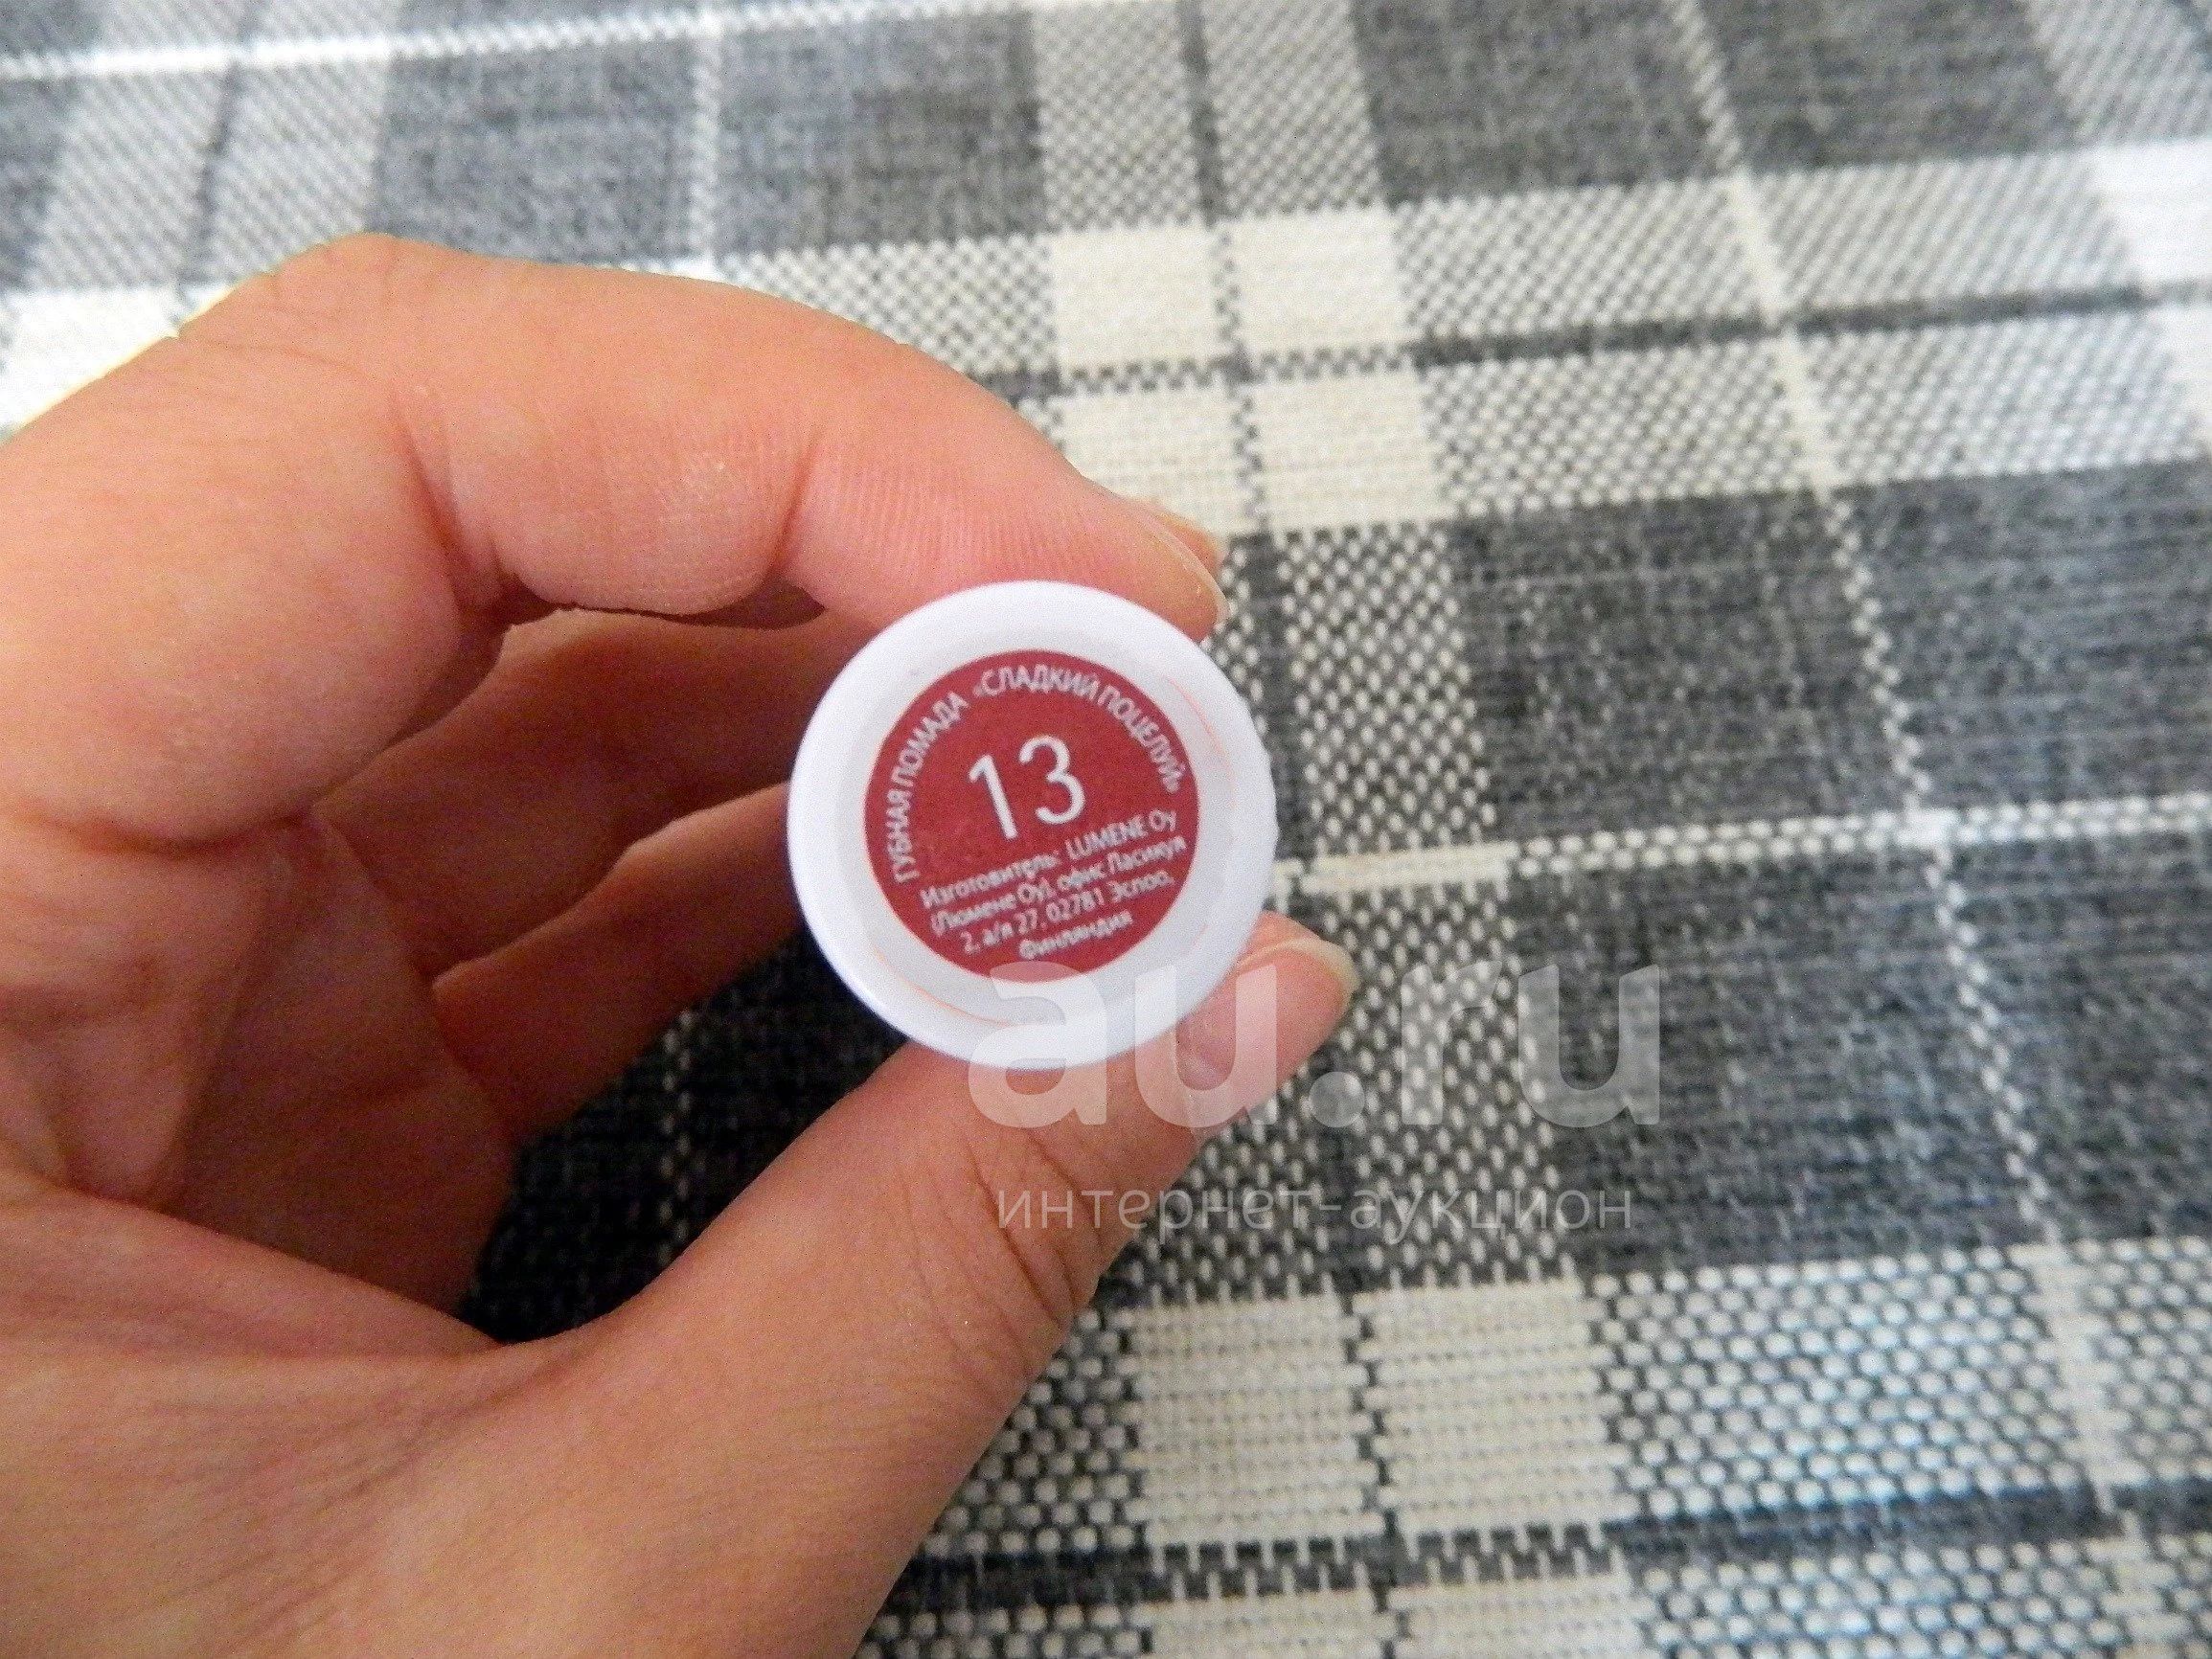 ГУБНАЯ ПОМАДА «СЛАДКИЙ ПОЦЕЛУЙ»
13
Изготовитель: LUMENE Oy
(Люмене Оу), офис Ласикуя
2, а/я 27, 02781 Эспоо,
Финляндия
au.ru
интернет-аукцион